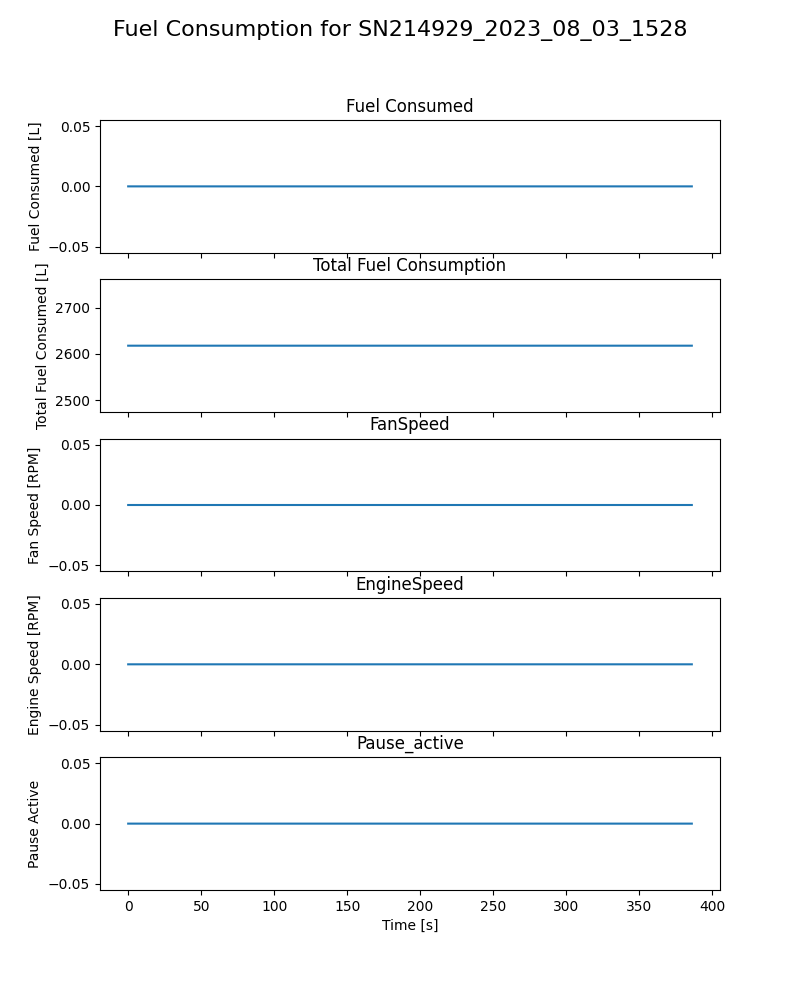 Fuel Consumption for SN214929_2023_08_03_1528
Fuel Consumed
Fuel Consumed [L]
0.05
0.00
−0.05
Total Fuel Consumption
Total Fuel Consumed [L]
2700
2600
2500
FanSpeed
Fan Speed [RPM]
0.05
0.00
−0.05
EngineSpeed
Engine Speed [RPM]
0.05
0.00
−0.05
Pause_active
Pause Active
0.05
0.00
−0.05
0 50 100 150 200 250 300 350 400
Time [s]